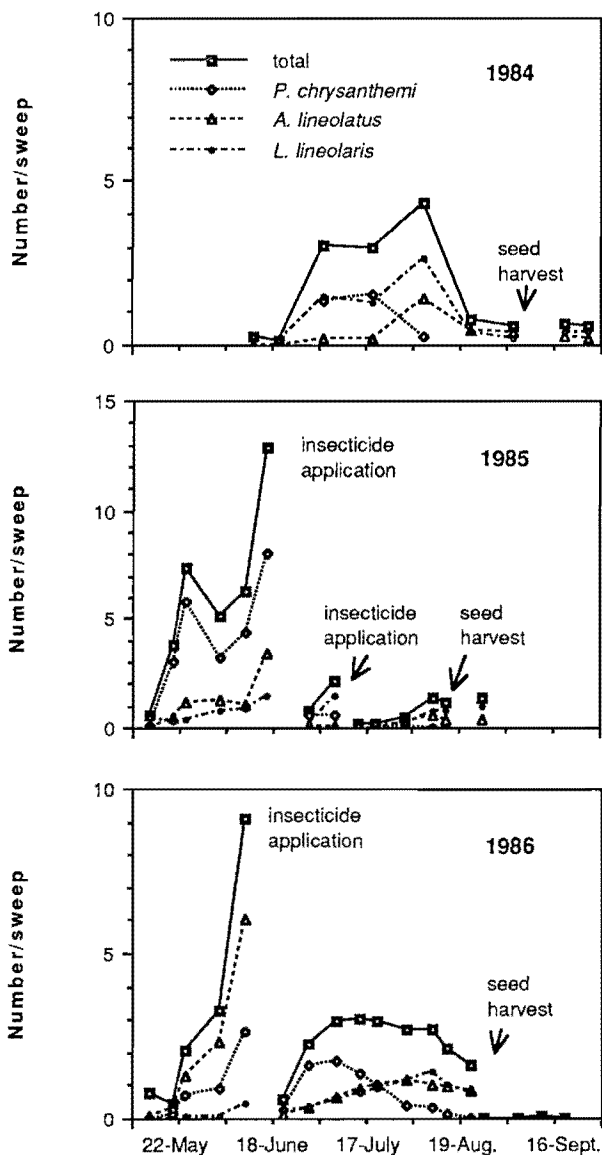 Number/sweep
10
5
0
total
P. chrysanthemi
A. lineolatus
L. lineolaris
1984
seed
harvest
Number/sweep
15
10
5
0
insecticide
application
1985
insecticide
application
seed
harvest
Number/sweep
10
5
0
insecticide
application
1986
seed
harvest
22-May
18-June
17-July
19-Aug.
16-Sept.